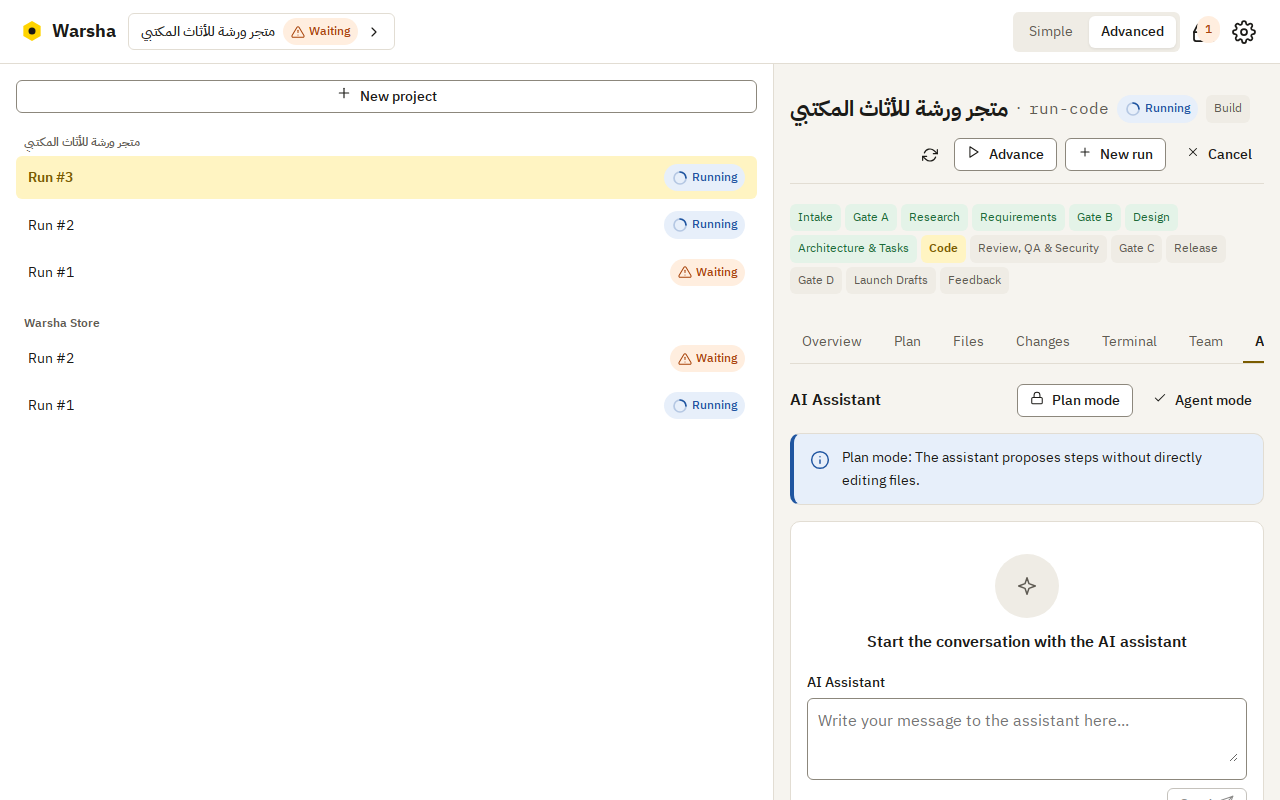 Warsha
متجر ورشة للأثاث المكتبي Waiting
Simple Advanced 1
New project
متجر ورشة للأثاث المكتبي
Run #3 Running
Run #2 Running
Run #1 Waiting
Warsha Store
Run #2 Waiting
Run #1 Running
متجر ورشة للأثاث المكتبي · run-code Running Build
Advance New run Cancel
Intake Gate A Research Requirements Gate B Design
Architecture & Tasks Code Review, QA & Security Gate C Release
Gate D Launch Drafts Feedback
Overview Plan Files Changes Terminal Team A
AI Assistant Plan mode Agent mode
Plan mode: The assistant proposes steps without directly
editing files.
Start the conversation with the AI assistant
AI Assistant
Write your message to the assistant here...